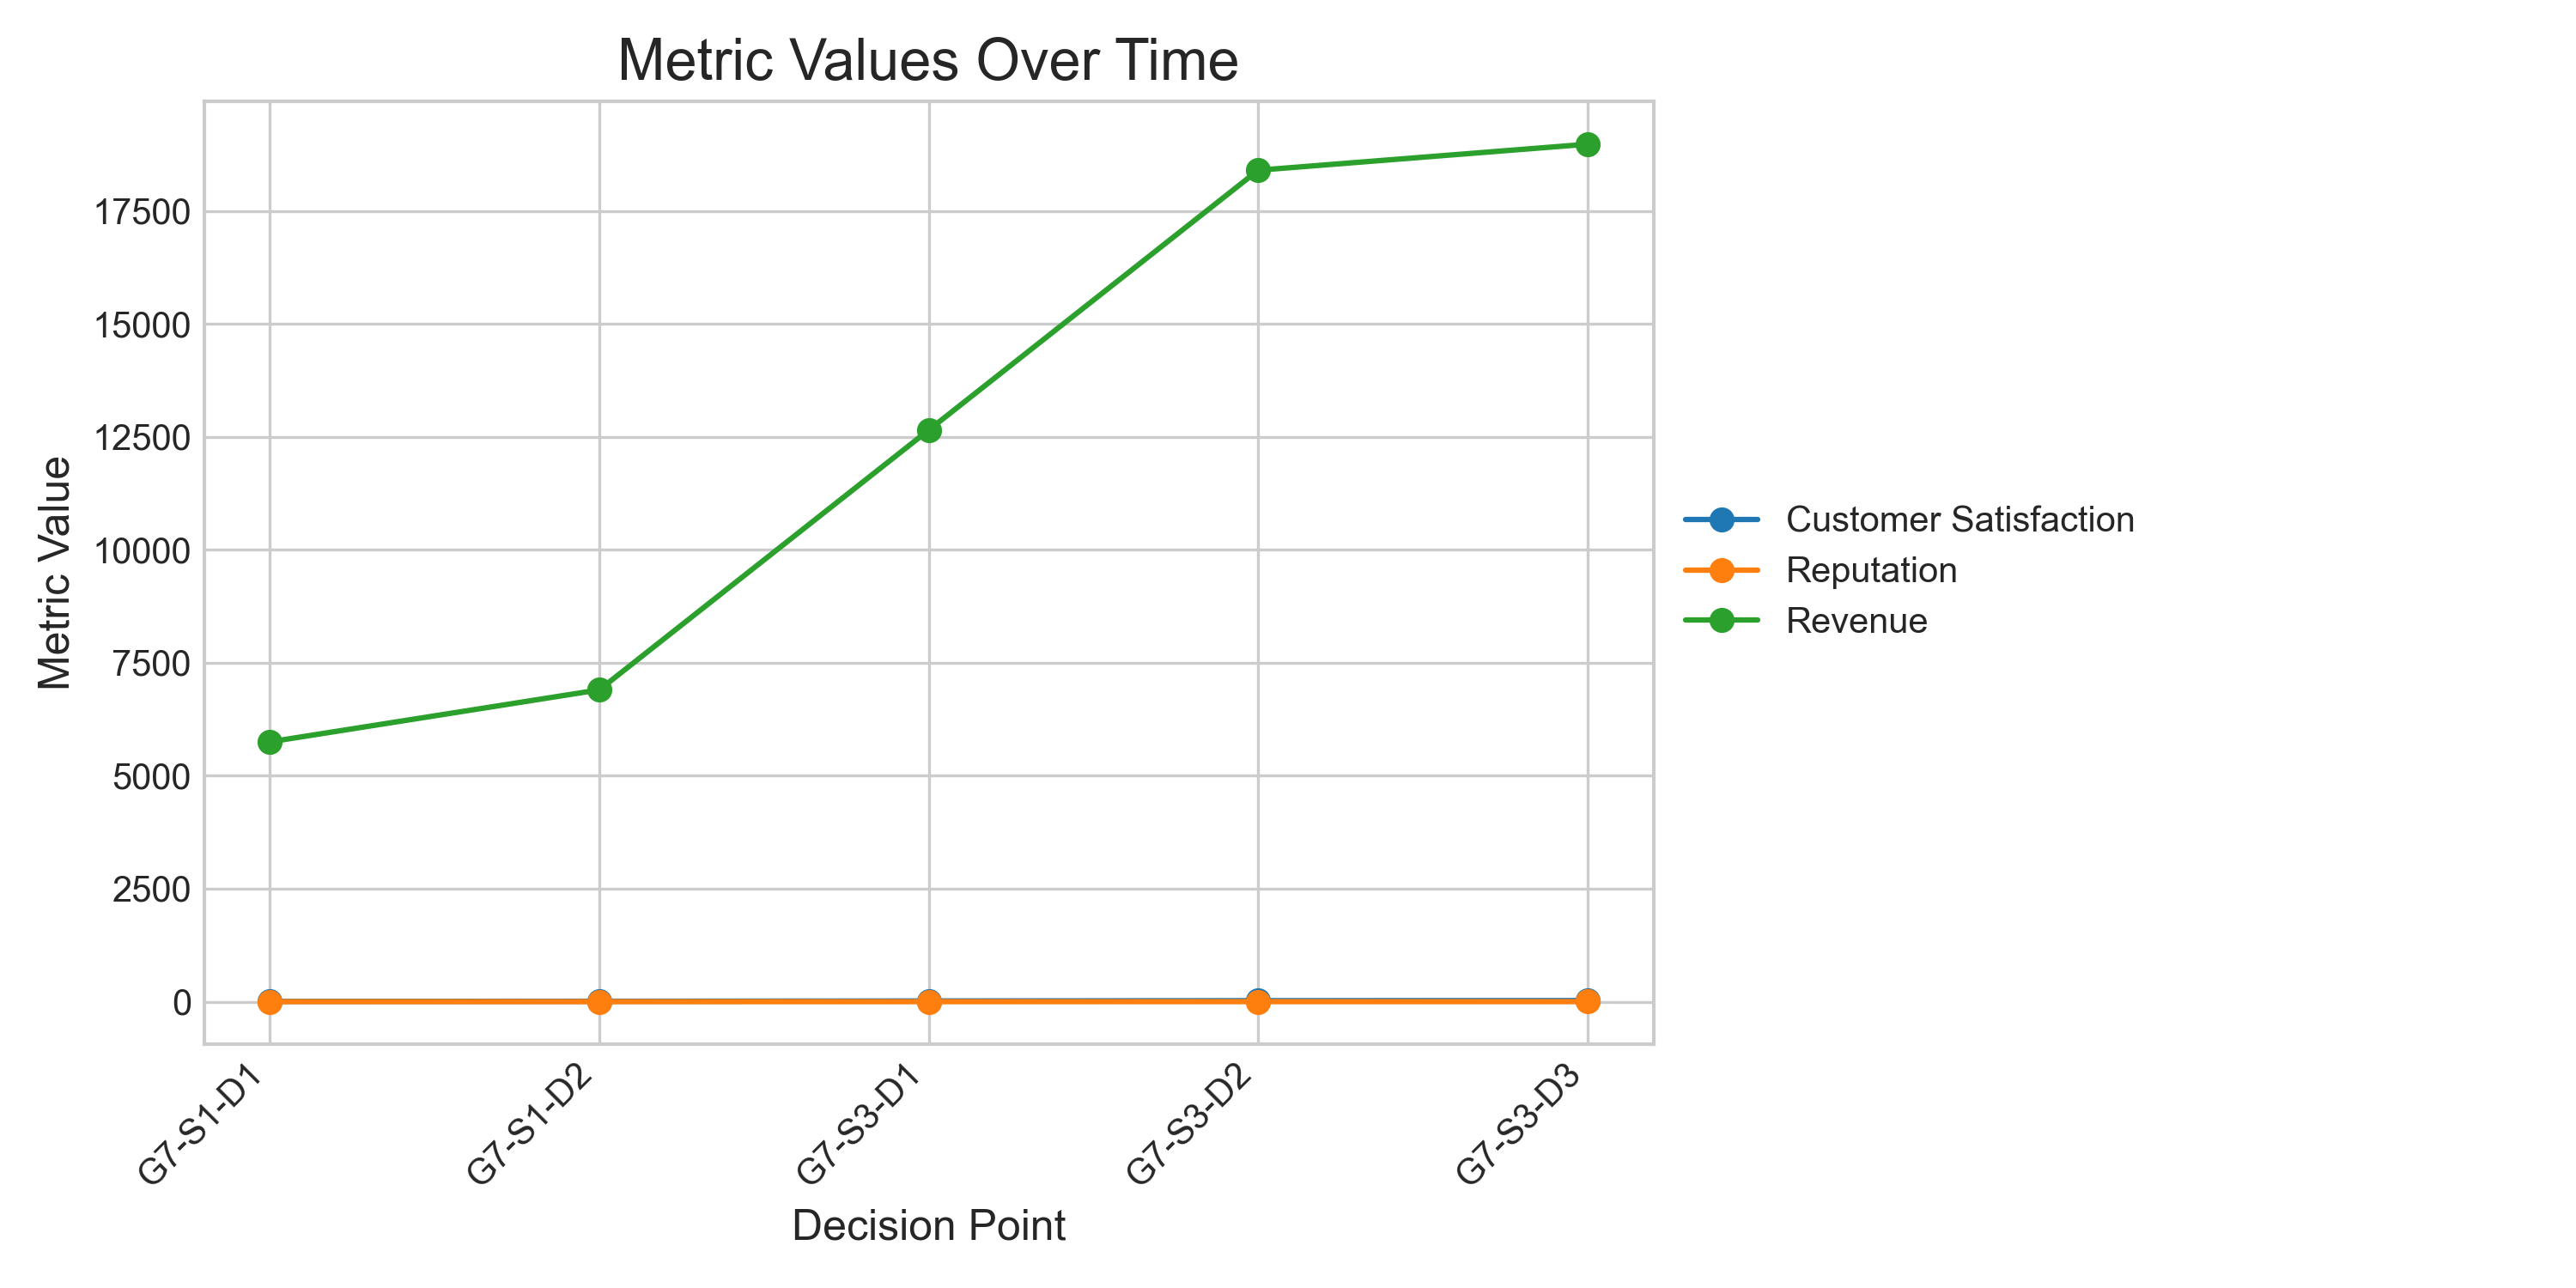 Metric Values Over Time
Metric Value
17500
15000
12500
10000
7500
5000
2500
0
G7-S1-D1
G7-S1-D2
G7-S3-D1
G7-S3-D2
G7-S3-D3
Decision Point
Customer Satisfaction
Reputation
Revenue